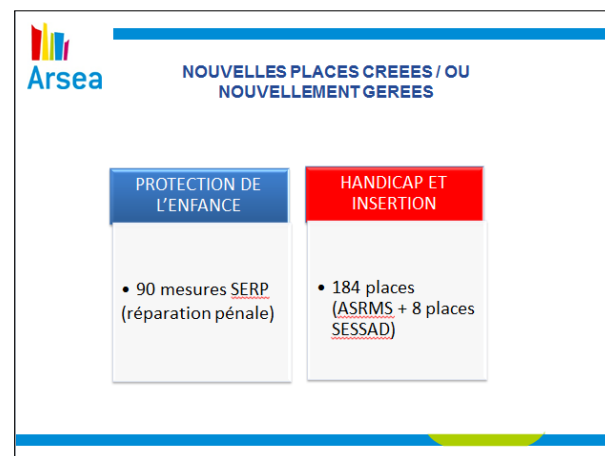 Arsea
NOUVELLES PLACES CREEES / OU
NOUVELLEMENT GEREES
PROTECTION DE
L'ENFANCE
• 90 mesures SERP
(réparation pénale)
HANDICAP ET
INSERTION
• 184 places
(ASRMS + 8 places
SESSAD)